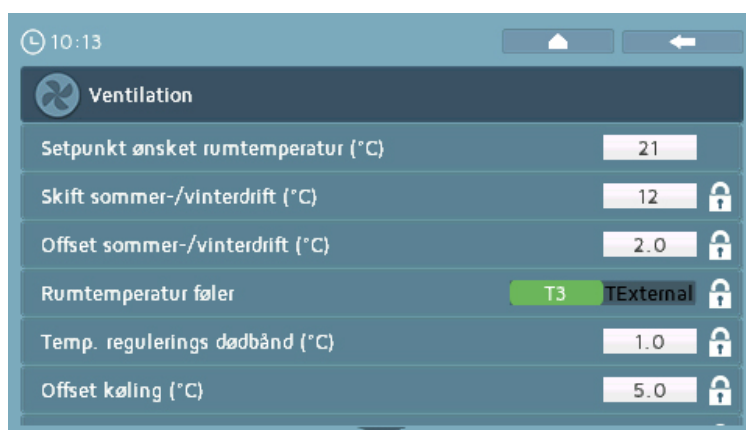 10:13
Ventilation
Setpunkt ønsket rumtemperatur (°C) 21
Skift sommer-/vinterdrift (°C) 12
Offset sommer-/vinterdrift (°C) 2.0
Rumtemperatur føler T3 TExternal
Temp. regulerings dødbånd (°C) 1.0
Offset køling (°C) 5.0